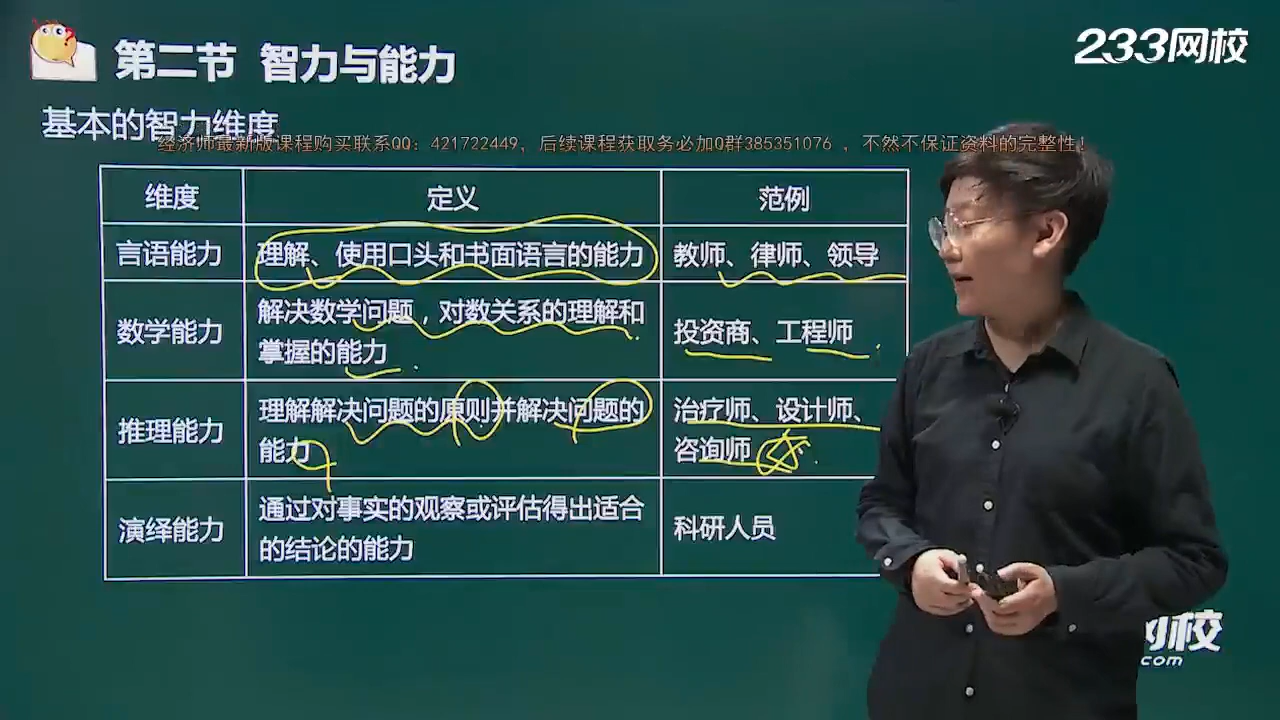 第二节 智力与能力
233网校
基本的智力维度
经济师最新版课程购买联系QQ：421722449，后续课程获取务必加Q群385351076 ，不然不保证资料的完整性！
维度 定义 范例
言语能力 理解、使用口头和书面语言的能力 教师、律师、领导
数学能力 解决数学问题，对数关系的理解和
掌握的能力 投资商、工程师
推理能力 理解解决问题的原则并解决问题的
能力 治疗师、设计师、
咨询师
演绎能力 通过对事实的观察或评估得出适合
的结论的能力 科研人员
网校
.com